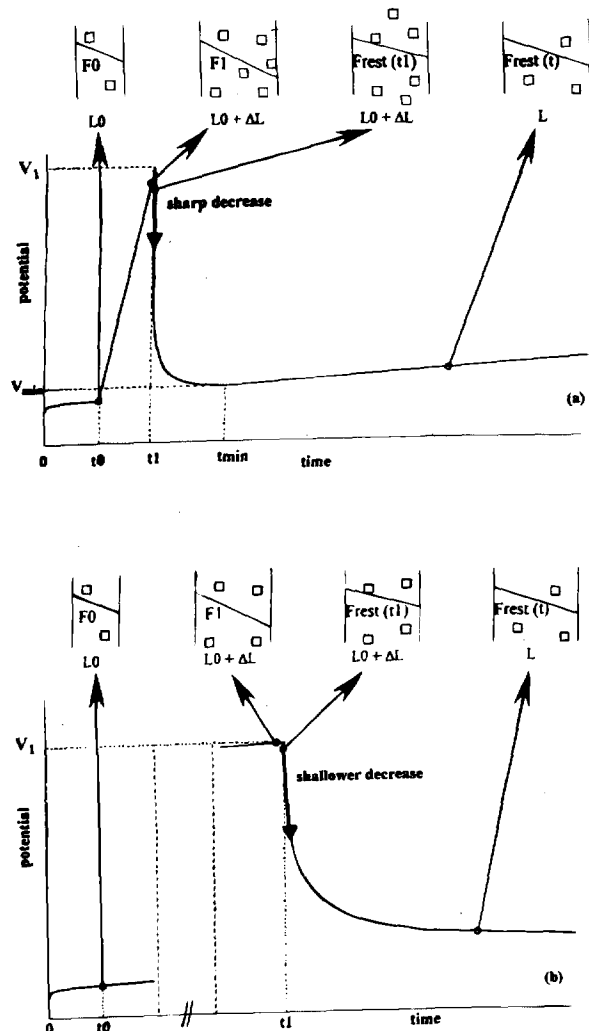 F0 F1 Frest (t1) Frest (t)
L0 L0 + ΔL L0 + ΔL L
V1
sharp decrease
potential
(a)
0 t0 t1 tmin time
F0 F1 Frest (t1) Frest (t)
L0 L0 + ΔL L0 + ΔL L
V1
shallower decrease
potential
(b)
0 t0 // t1 time